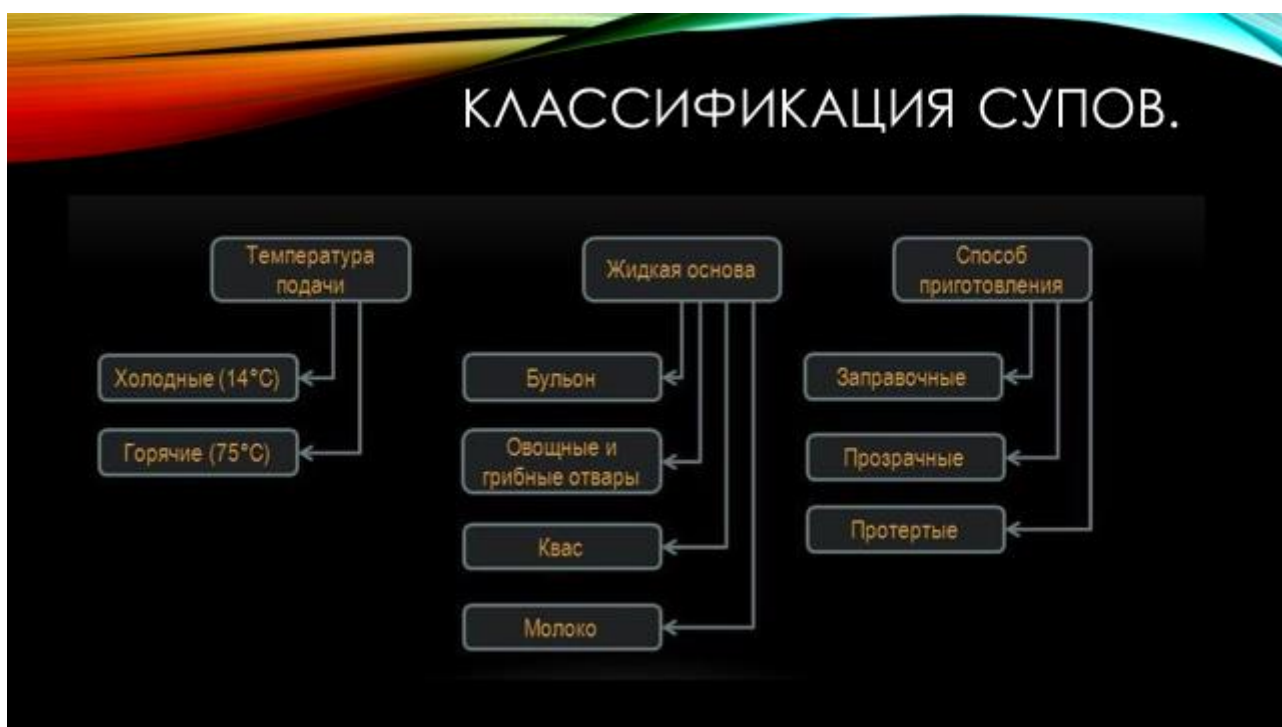 КЛАССИФИКАЦИЯ СУПОВ.
Температура
подачи
Холодные (14°С)
Горячие (75°С)
Жидкая основа
Бульон
Овощные и
грибные отвары
Квас
Молоко
Способ
приготовления
Заправочные
Прозрачные
Протертые